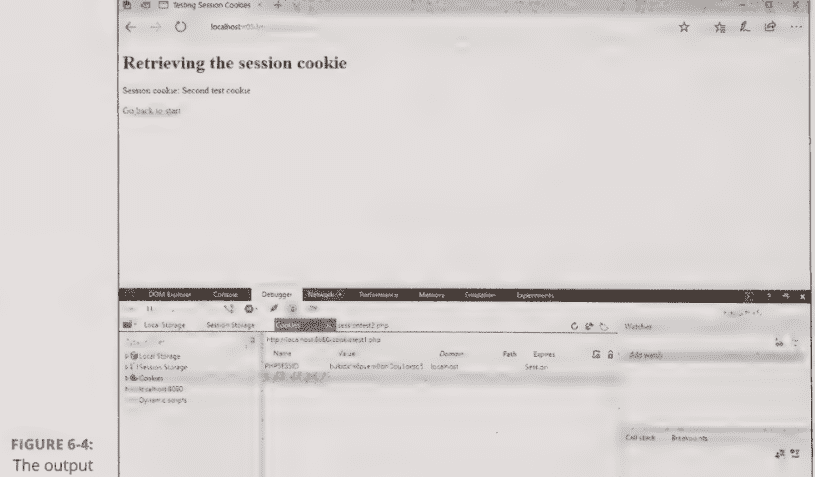 Testing Session Cookies
localhost
Retrieving the session cookie
Session cookie: Second test cookie
Go back to start
DOM Explorer Console Debugger Network Performance Memory Emulation Experiments
Local Storage Session Storage Cookies sessiontest2.php
Watches
Name Value Domain Path Expires
Add watch
Local Storage
PHPSESSID localhost Session
Session Storage
Cookies
localhost:8080
Dynamic scripts
Call stack Breakpoints
FIGURE 6-4:
The output